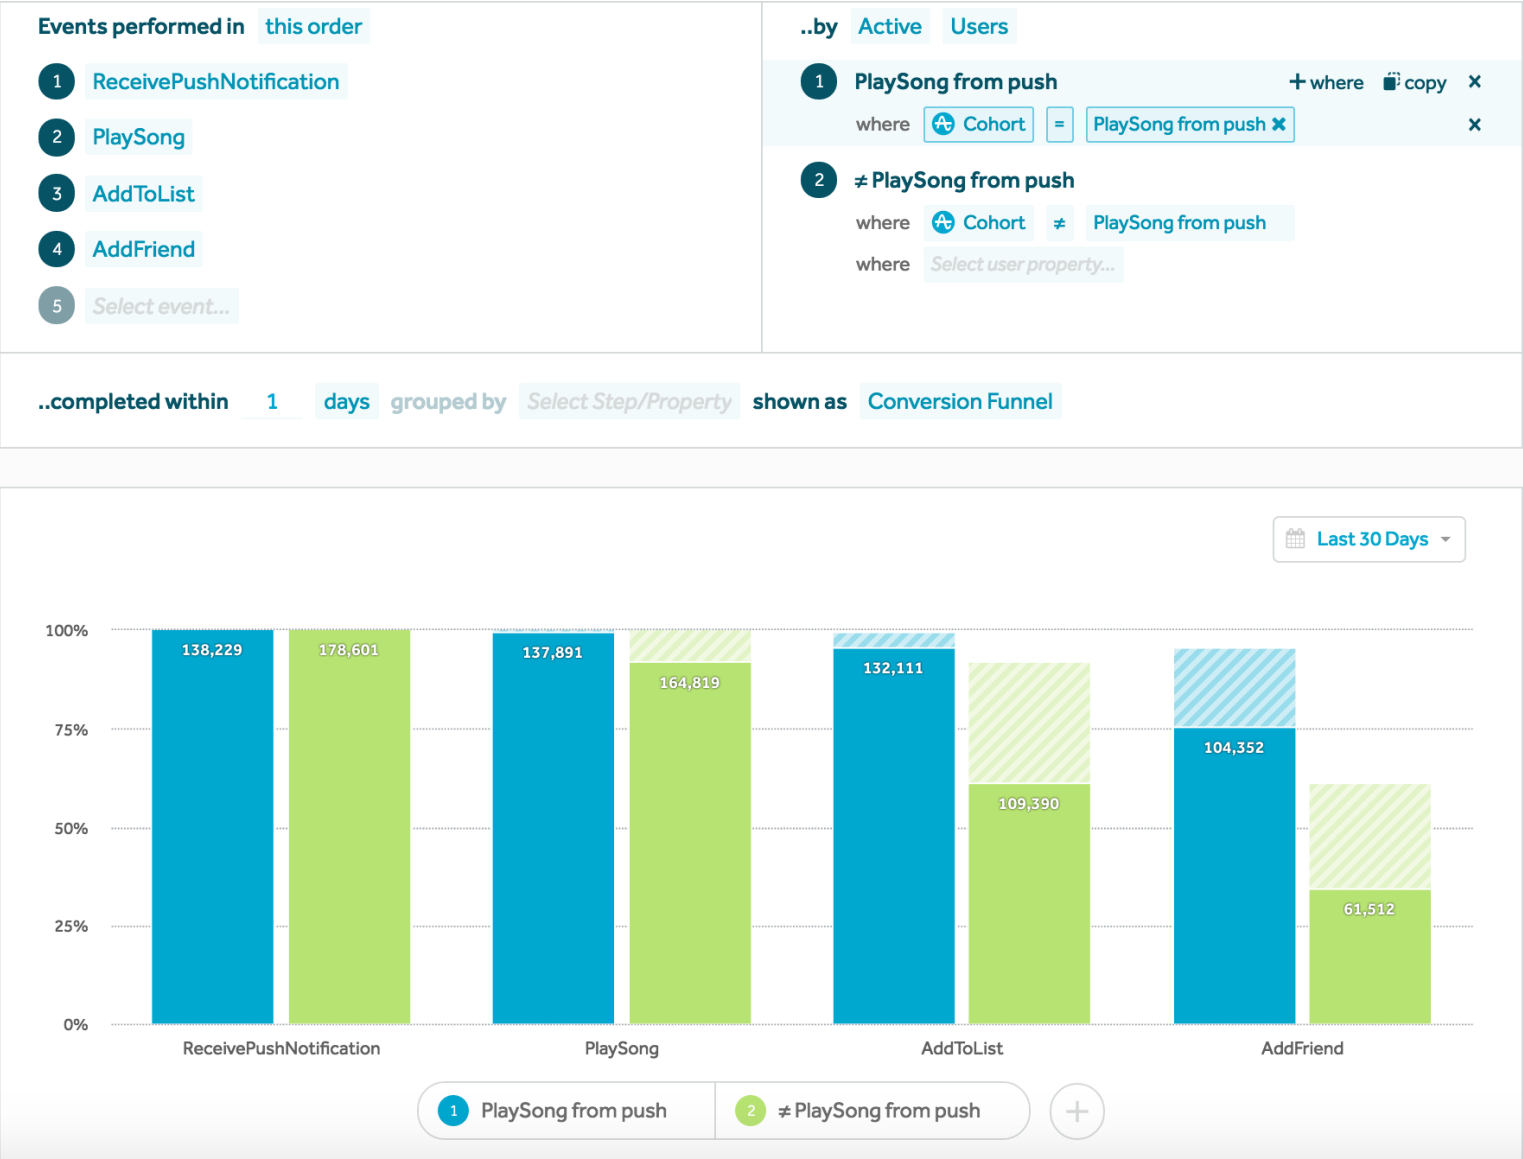 Events performed in this order
1 ReceivePushNotification
2 PlaySong
3 AddToList
4 AddFriend
5 Select event...
..by Active Users
1 PlaySong from push + where copy ×
where Cohort = PlaySong from push × ×
2 ≠ PlaySong from push
where Cohort ≠ PlaySong from push
where Select user property...
..completed within 1 days grouped by Select Step/Property shown as Conversion Funnel
Last 30 Days
100%
75%
50%
25%
0%
138,229 178,601 137,891 164,819 132,111 109,390 104,352 61,512
ReceivePushNotification PlaySong AddToList AddFriend
1 PlaySong from push 2 ≠ PlaySong from push +